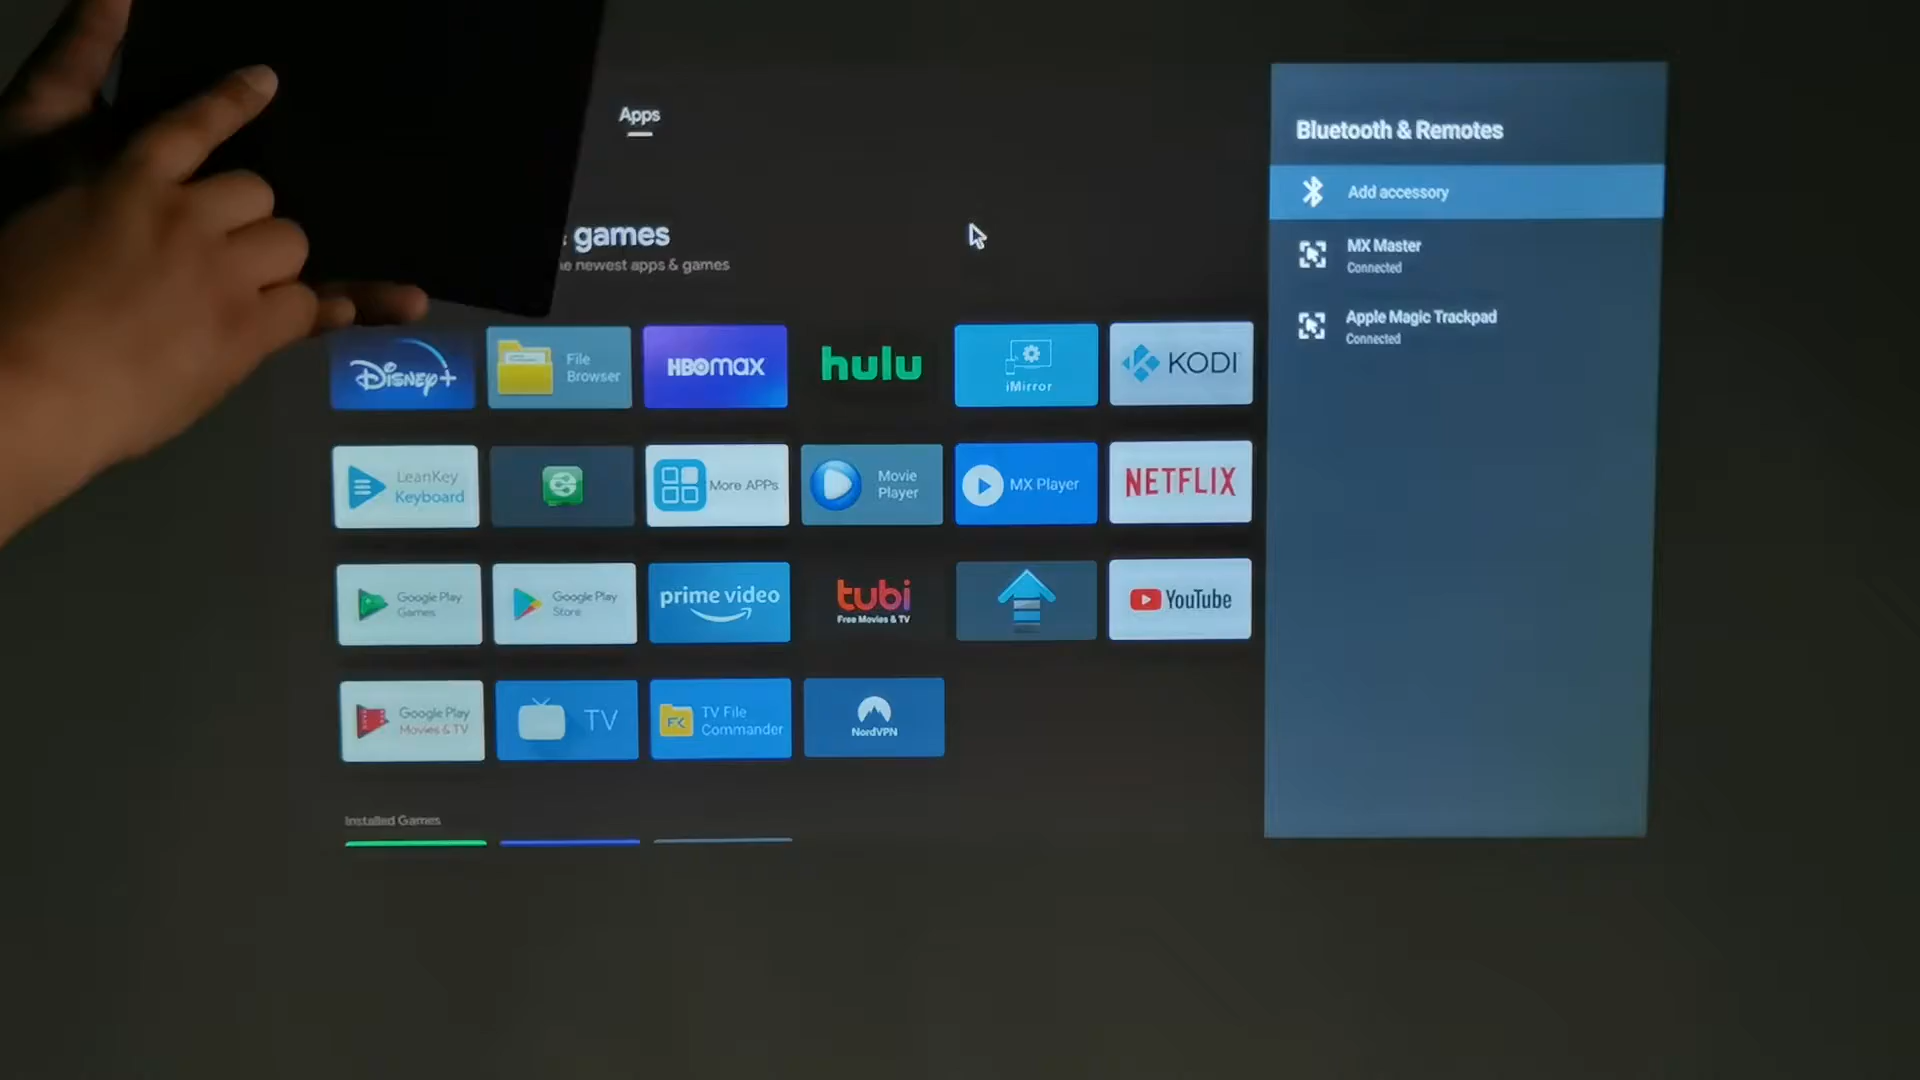 Apps
Bluetooth & Remotes
Add accessory
MX Master
Connected
Apple Magic Trackpad
Connected
games
newest apps & games
Disney+
File
Browser
HBOMAX
hulu
iMirror
KODI
LeanKey
Keyboard
More APPs
Movie
Player
MX Player
NETFLIX
Google Play
Games
Google Play
Store
prime video
tubi
Free Movies & TV
YouTube
Google Play
Movies & TV
TV
FK
TV File
Commander
NordVPN
Installed Games